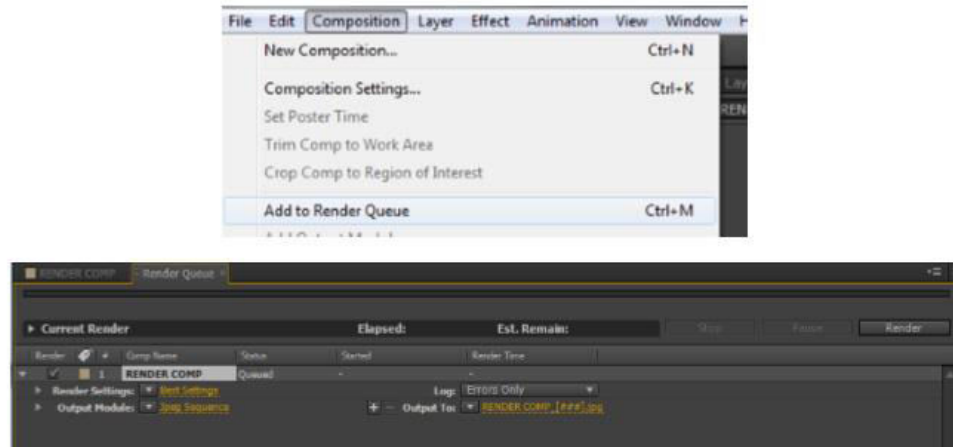 File Edit Composition Layer Effect Animation View Window
New Composition... Ctrl+N
Composition Settings... Ctrl+K
Set Poster Time
Trim Comp to Work Area
Crop Comp to Region of Interest
Add to Render Queue Ctrl+M
RENDER COMP Render Queue
Current Render Elapsed: Est. Remain: Stop Pause Render
Render # Comp Name Status Started Render Time
1 RENDER COMP Queued - -
Render Settings: Best Settings Log: Errors Only
Output Module: Jpeg Sequence + - Output To: RENDER COMP_[###].jpg